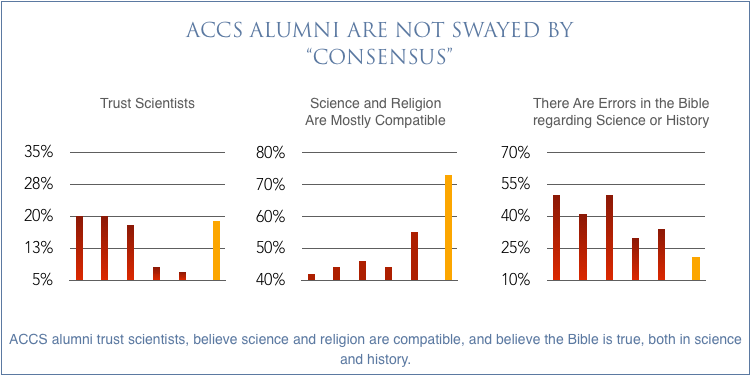 ACCS ALUMNI ARE NOT SWAYED BY
“CONSENSUS”
Trust Scientists
35%
28%
20%
13%
5%
Science and Religion
Are Mostly Compatible
80%
70%
60%
50%
40%
There Are Errors in the Bible
regarding Science or History
70%
55%
40%
25%
10%
ACCS alumni trust scientists, believe science and religion are compatible, and believe the Bible is true, both in science
and history.